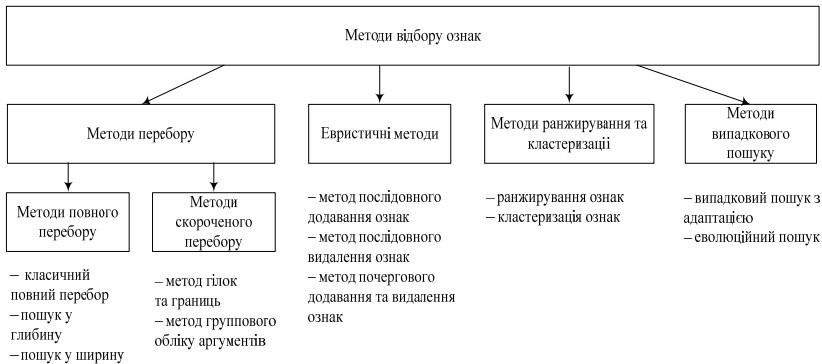 Методи відбору ознак
Методи перебору
Евристичні методи
Методи ранжирування та
кластеризації
Методи
випадкового
пошуку
Методи повного
перебору
Методи
скороченого
перебору
– метод послідовного
додавання ознак
– метод послідовного
видалення ознак
– метод почергового
додавання та видалення
ознак
– ранжирування ознак
– кластеризація ознак
– випадковий пошук з
адаптацією
– еволюційний пошук
– класичний
повний перебор
– пошук у
глибину
– пошук у ширину
– метод гілок
та границь
– метод группового
обліку аргументів